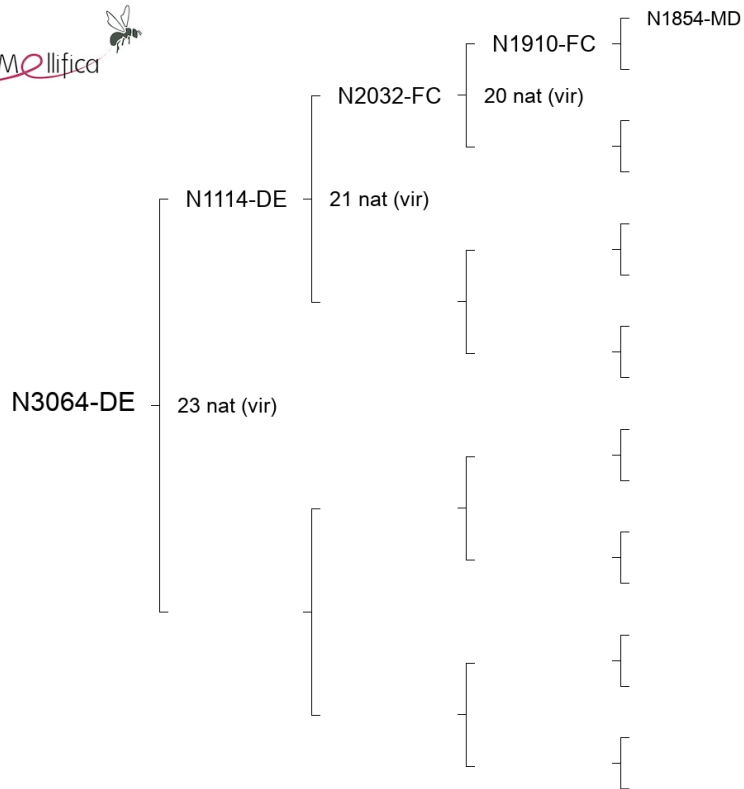 Mellifica
N1854-MD
N1910-FC
N2032-FC
20 nat (vir)
N1114-DE
21 nat (vir)
N3064-DE
23 nat (vir)